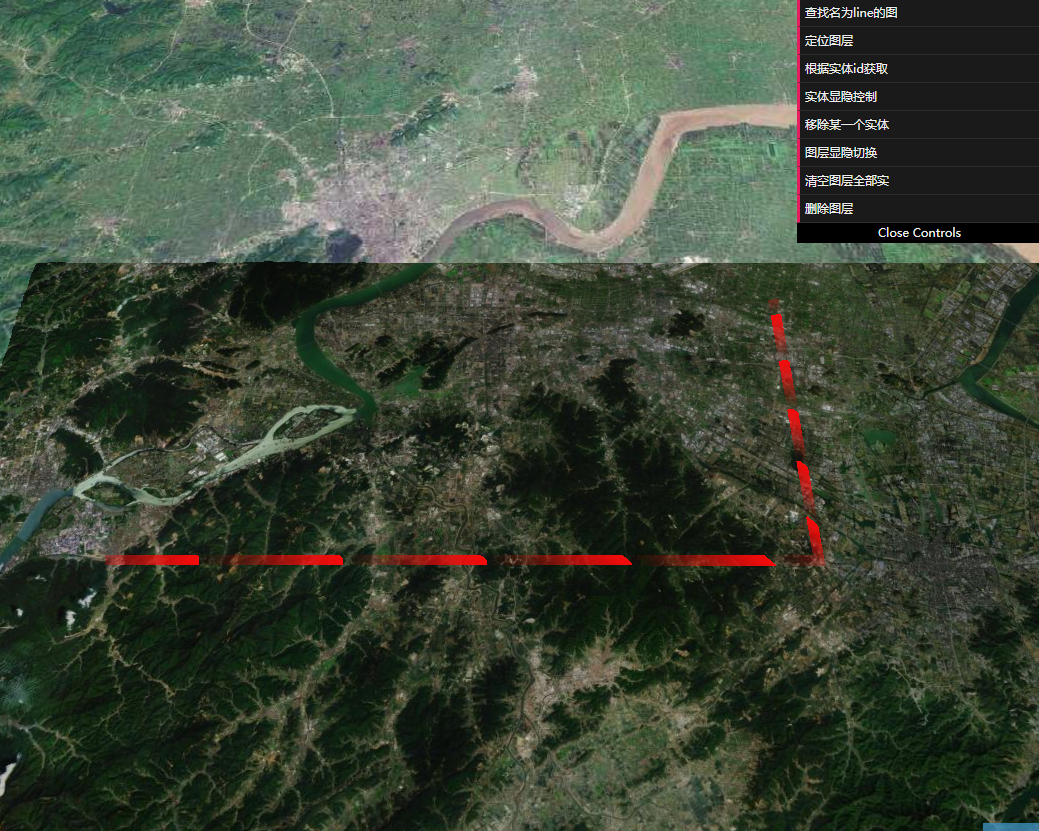 查找名为line的图
定位图层
根据实体id获取
实体显隐控制
移除某一个实体
图层显隐切换
清空图层全部实
删除图层
Close Controls